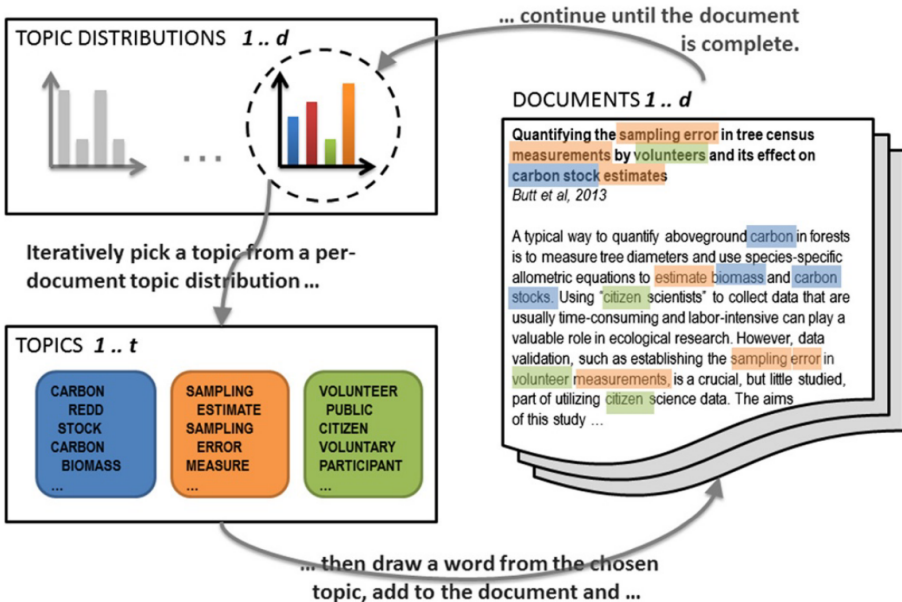 TOPIC DISTRIBUTIONS 1 .. d
...
Iteratively pick a topic from a per-
document topic distribution ...
TOPICS 1 .. t
CARBON
REDD
STOCK
CARBON
BIOMASS
...
SAMPLING
ESTIMATE
SAMPLING
ERROR
MEASURE
...
VOLUNTEER
PUBLIC
CITIZEN
VOLUNTARY
PARTICIPANT
...
... then draw a word from the chosen
topic, add to the document and ...
... continue until the document
is complete.
DOCUMENTS 1 .. d
Quantifying the sampling error in tree census
measurements by volunteers and its effect on
carbon stock estimates
Butt et al, 2013
A typical way to quantify aboveground carbon in forests
is to measure tree diameters and use species-specific
allometric equations to estimate biomass and carbon
stocks. Using "citizen scientists" to collect data that are
usually time-consuming and labor-intensive can play a
valuable role in ecological research. However, data
validation, such as establishing the sampling error in
volunteer measurements, is a crucial, but little studied,
part of utilizing citizen science data. The aims
of this study ...